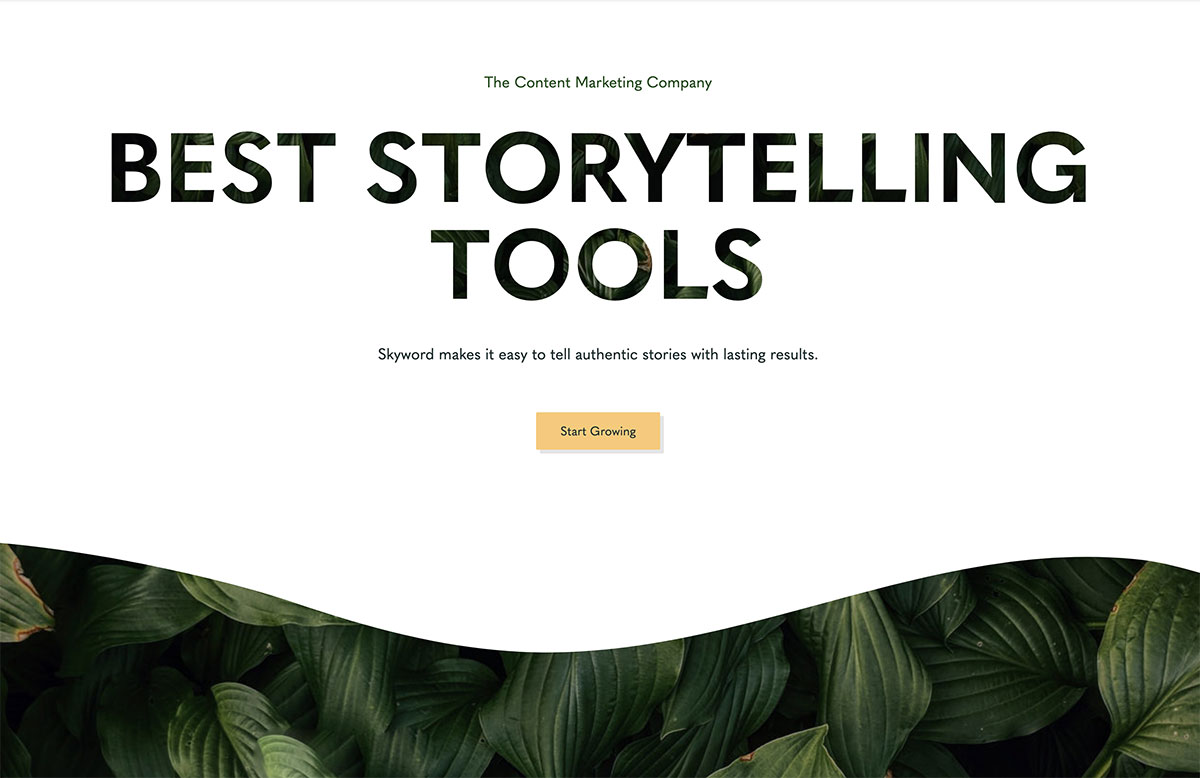 The Content Marketing Company
BEST STORYTELLING
TOOLS
Skyword makes it easy to tell authentic stories with lasting results.
Start Growing